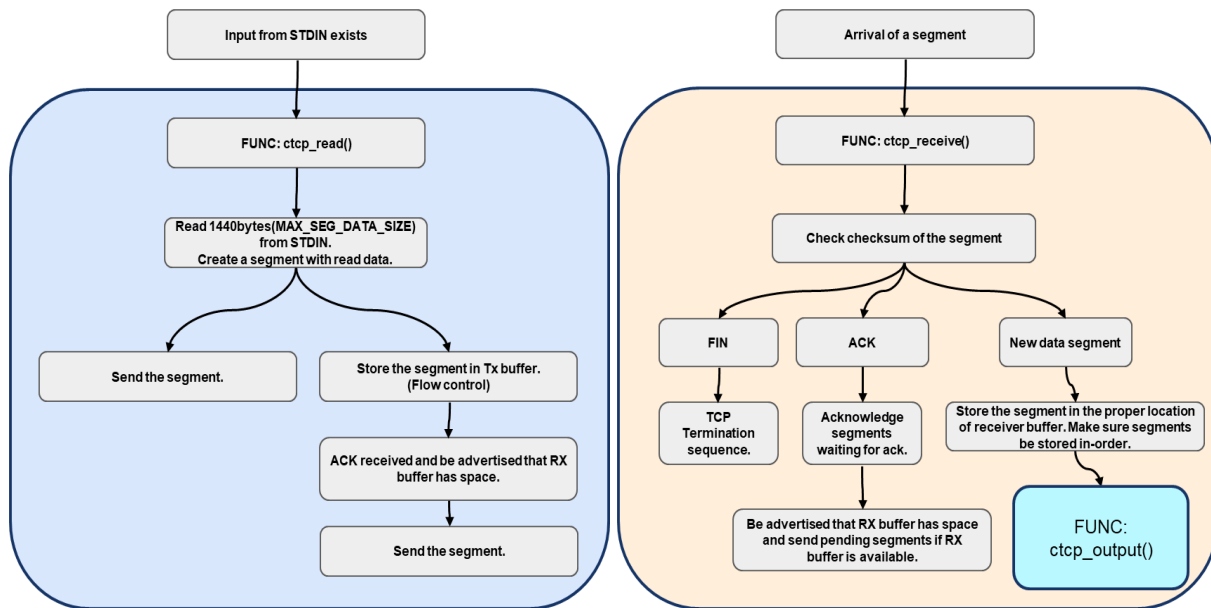 Input from STDIN exists
FUNC: ctcp_read()
Read 1440bytes(MAX_SEG_DATA_SIZE)
from STDIN.
Create a segment with read data.
Send the segment.
Store the segment in Tx buffer.
(Flow control)
ACK received and be advertised that RX
buffer has space.
Send the segment.
Arrival of a segment
FUNC: ctcp_receive()
Check checksum of the segment
FIN
ACK
New data segment
TCP
Termination
sequence.
Acknowledge
segments
waiting for ack.
Store the segment in the proper location
of receiver buffer. Make sure segments
be stored in-order.
Be advertised that RX buffer has space
and send pending segments if RX
buffer is available.
FUNC:
ctcp_output()